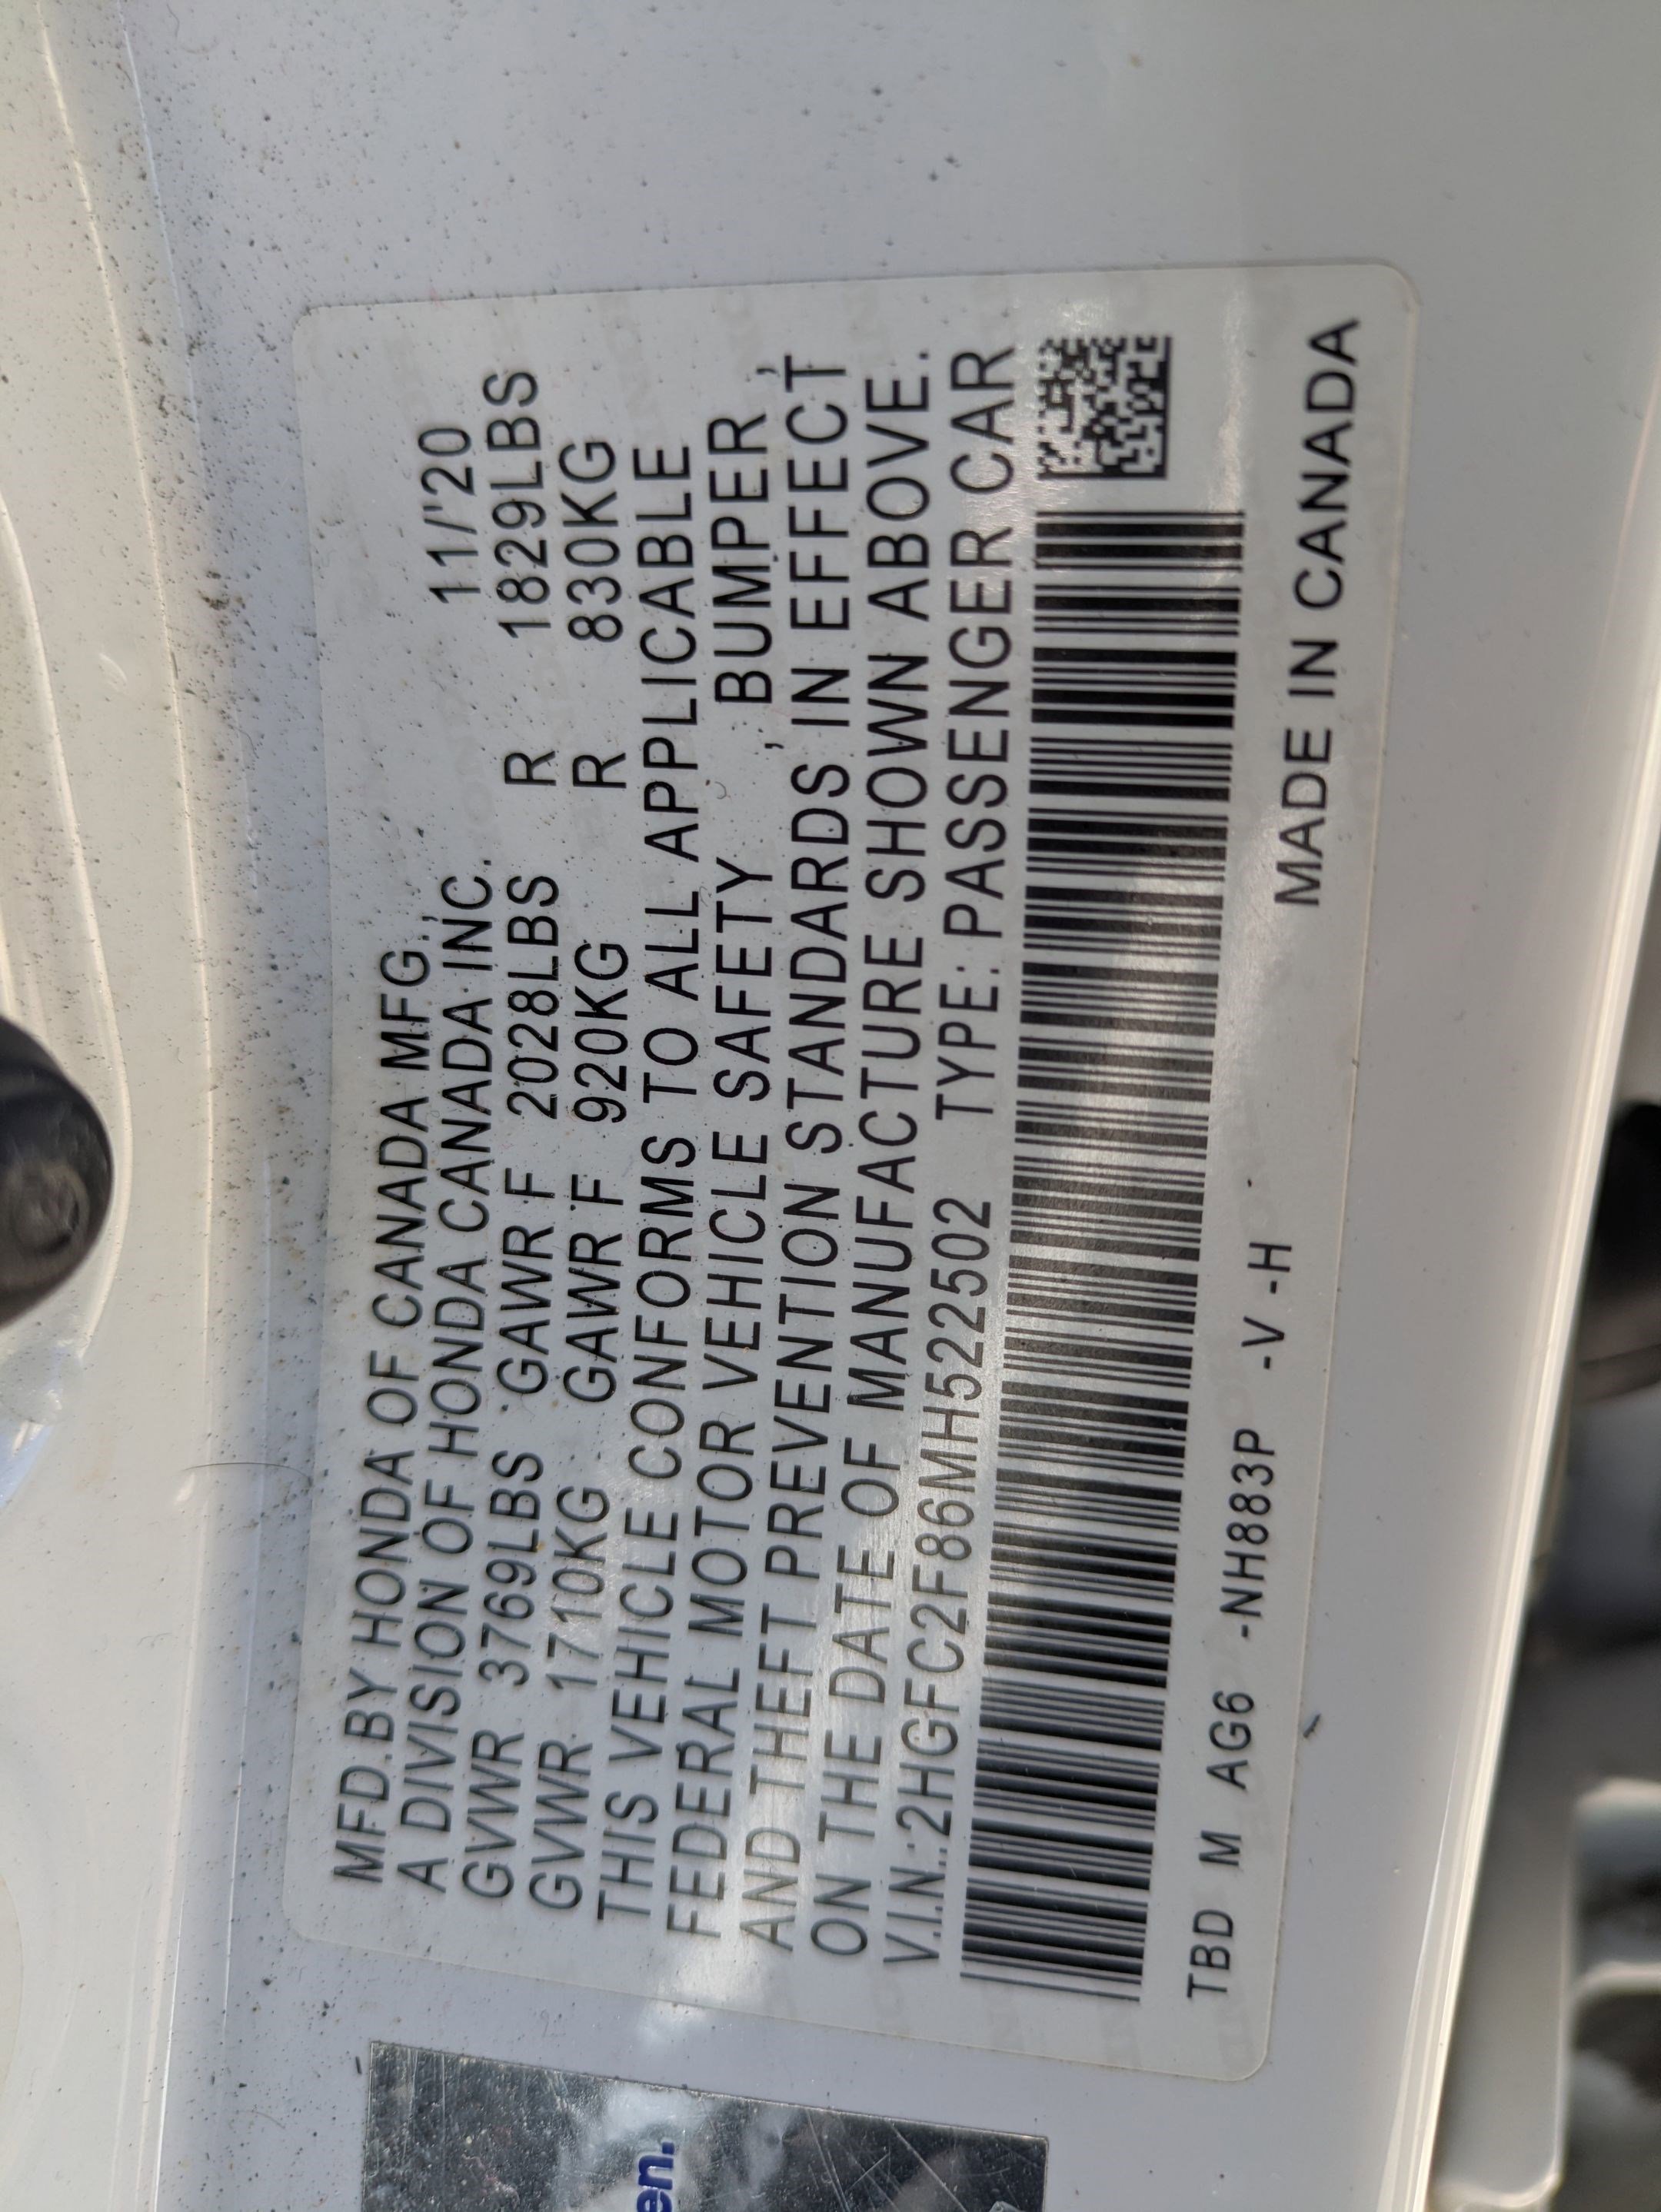 MFD.BY HONDA OF CANADA MFG.,
A DIVISION OF HONDA CANADA INC. 11/'20
GVWR 3769LBS GAWR F 2028LBS R 1829LBS
GVWR 1710KG GAWR F 920KG R 830KG
THIS VEHICLE CONFORMS TO ALL APPLICABLE
FEDERAL MOTOR VEHICLE SAFETY , BUMPER ,
AND THEFT PREVENTION STANDARDS IN EFFECT
ON THE DATE OF MANUFACTURE SHOWN ABOVE.
V.I.N.:2HGFC2F86MH522502 TYPE: PASSENGER CAR
TBD M AG6 -NH883P -V -H
MADE IN CANADA
en.